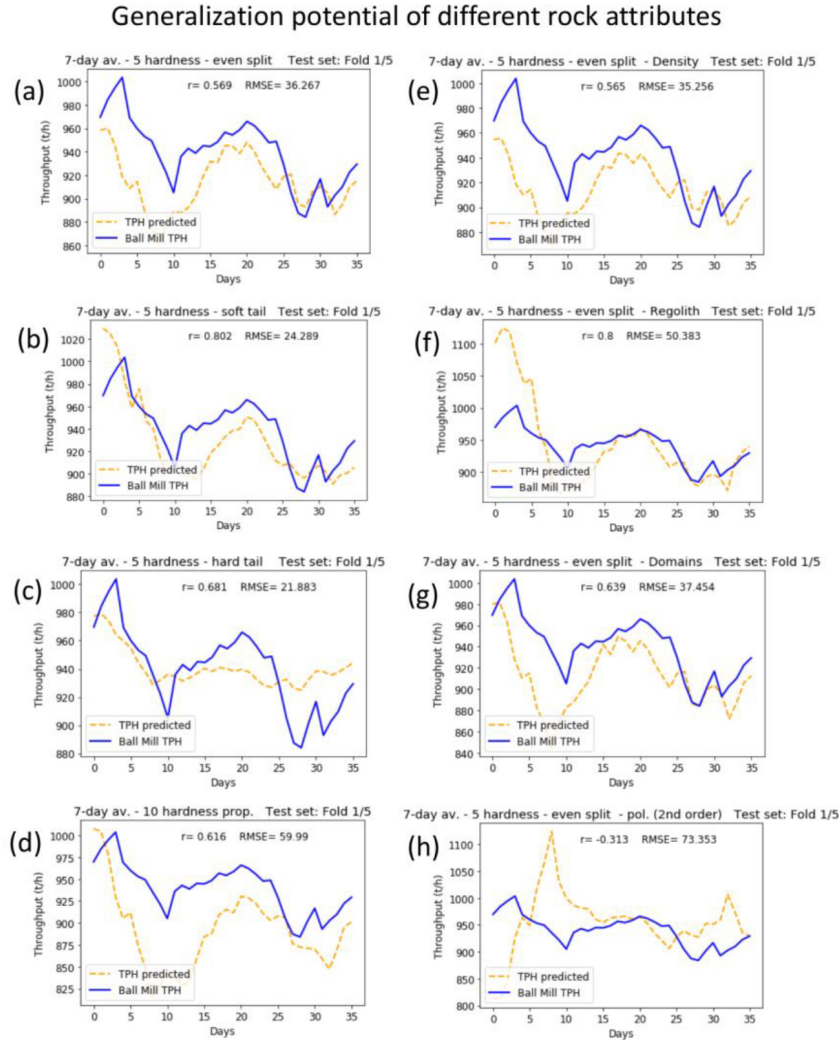 Generalization potential of different rock attributes
(a)
7-day av. - 5 hardness - even split Test set: Fold 1/5
r= 0.569 RMSE= 36.267
Throughput (t/h)
1000
980
960
940
920
900
880
860
TPH predicted
Ball Mill TPH
0 5 10 15 20 25 30 35
Days
(b)
7-day av. - 5 hardness - soft tail Test set: Fold 1/5
r= 0.802 RMSE= 24.289
Throughput (t/h)
1020
1000
980
960
940
920
900
880
TPH predicted
Ball Mill TPH
0 5 10 15 20 25 30 35
Days
(c)
7-day av. - 5 hardness - hard tail Test set: Fold 1/5
r= 0.681 RMSE= 21.883
Throughput (t/h)
1000
980
960
940
920
900
880
TPH predicted
Ball Mill TPH
0 5 10 15 20 25 30 35
Days
(d)
7-day av. - 10 hardness prop. Test set: Fold 1/5
r= 0.616 RMSE= 59.99
Throughput (t/h)
1000
975
950
925
900
875
850
825
TPH predicted
Ball Mill TPH
0 5 10 15 20 25 30 35
Days
(e)
7-day av. - 5 hardness - even split - Density Test set: Fold 1/5
r= 0.565 RMSE= 35.256
Throughput (t/h)
1000
980
960
940
920
900
880
TPH predicted
Ball Mill TPH
0 5 10 15 20 25 30 35
Days
(f)
7-day av. - 5 hardness - even split - Regolith Test set: Fold 1/5
r= 0.8 RMSE= 50.383
Throughput (t/h)
1100
1050
1000
950
900
TPH predicted
Ball Mill TPH
0 5 10 15 20 25 30 35
Days
(g)
7-day av. - 5 hardness - even split - Domains Test set: Fold 1/5
r= 0.639 RMSE= 37.454
Throughput (t/h)
1000
980
960
940
920
900
880
860
840
TPH predicted
Ball Mill TPH
0 5 10 15 20 25 30 35
Days
(h)
7-day av. - 5 hardness - even split - pol. (2nd order) Test set: Fold 1/5
r= -0.313 RMSE= 73.353
Throughput (t/h)
1100
1050
1000
950
900
850
800
TPH predicted
Ball Mill TPH
0 5 10 15 20 25 30 35
Days